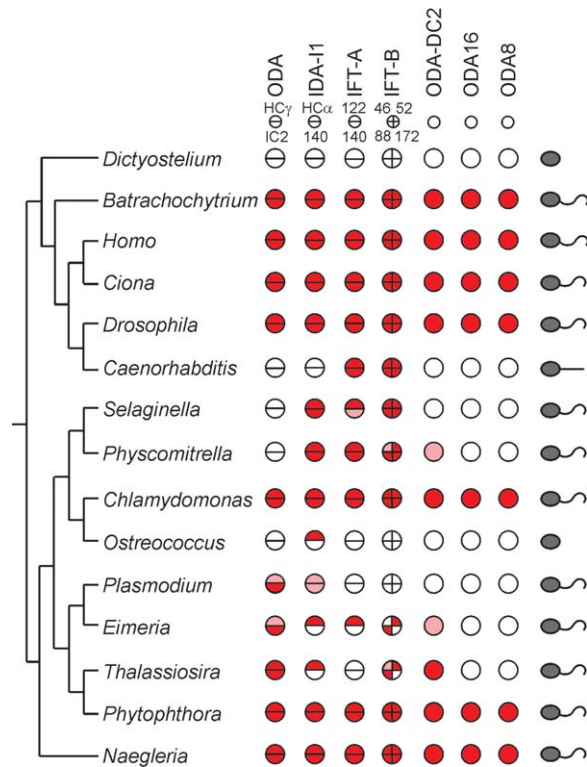 ODA IDA-I1 IFT-A IFT-B ODA-DC2 ODA16 ODA8
HCγ HCα 122 46 52
IC2 140 140 88 172
Dictyostelium
Batrachochytrium
Homo
Ciona
Drosophila
Caenorhabditis
Selaginella
Physcomitrella
Chlamydomonas
Ostreococcus
Plasmodium
Eimeria
Thalassiosira
Phytophthora
Naegleria